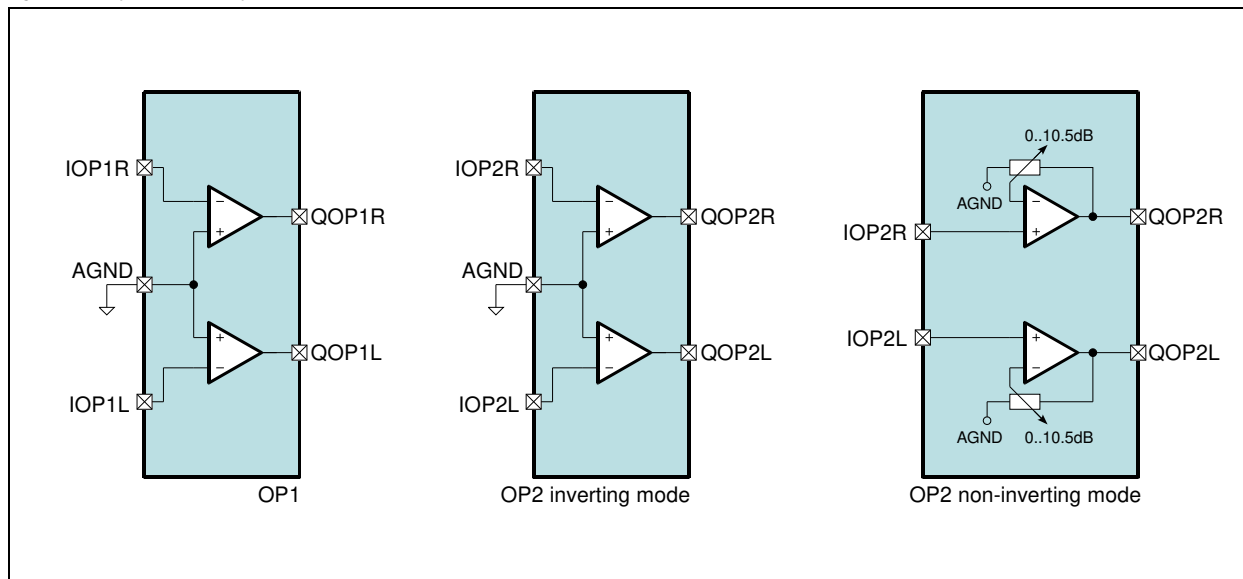 IOP1R
QOP1R
AGND
QOP1L
IOP1L
OP1
IOP2R
QOP2R
AGND
QOP2L
IOP2L
OP2 inverting mode
0..10.5dB
AGND
QOP2R
IOP2R
IOP2L
QOP2L
AGND
0..10.5dB
OP2 non-inverting mode